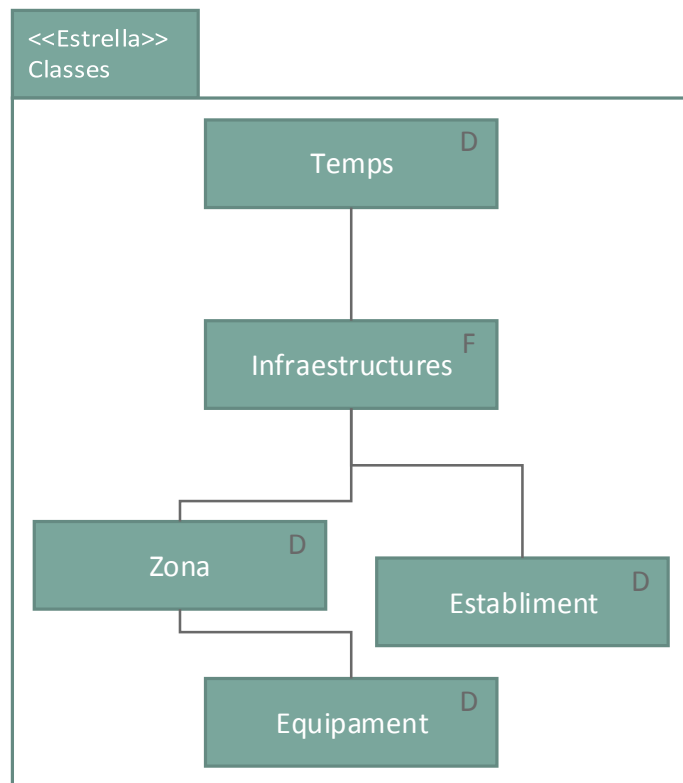 <<Estrella>>
Classes
D
Temps
F
Infraestructures
D
Zona
D
Establiment
D
Equipament